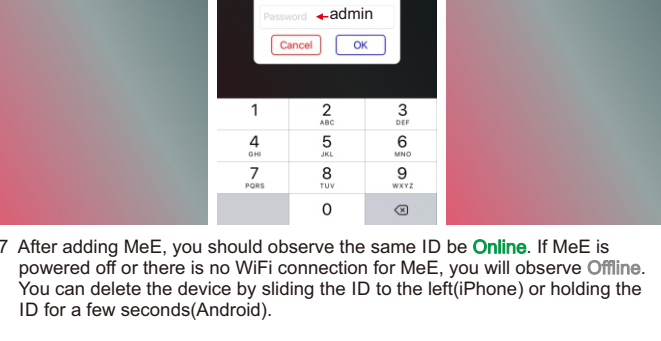 Password admin
Cancel OK
1 2 3
ABC DEF
4 5 6
GHI JKL MNO
7 8 9
PQRS TUV WXYZ
0
7 After adding MeE, you should observe the same ID be Online. If MeE is
powered off or there is no WiFi connection for MeE, you will observe Offline.
You can delete the device by sliding the ID to the left(iPhone) or holding the
ID for a few seconds(Android).